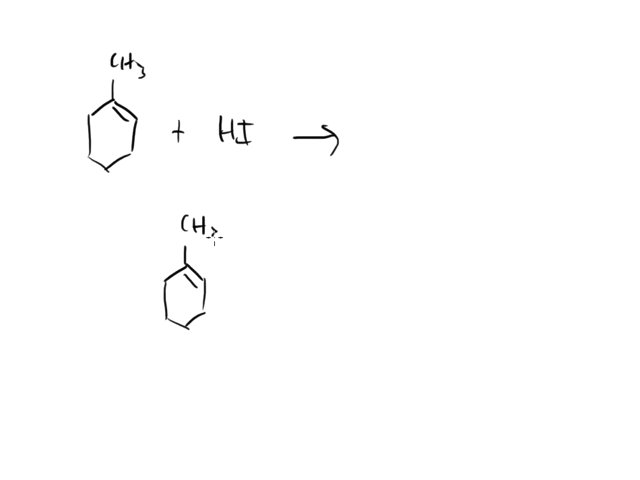 CH3
+ HI →
CH3